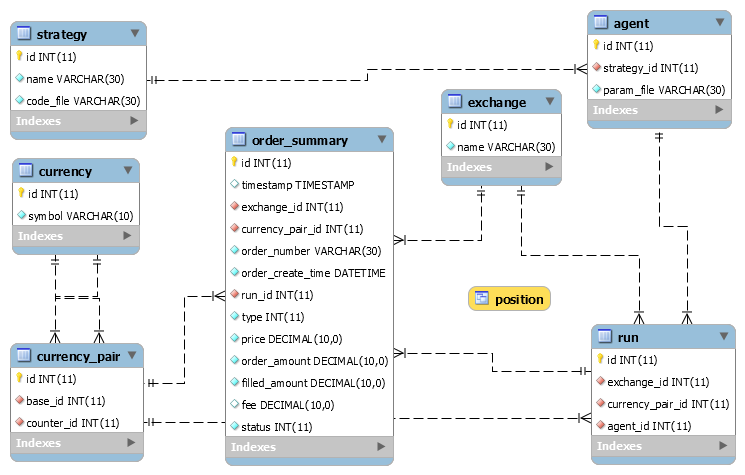 strategy
id INT(11)
name VARCHAR(30)
code_file VARCHAR(30)
Indexes
agent
id INT(11)
strategy_id INT(11)
param_file VARCHAR(30)
Indexes
exchange
id INT(11)
name VARCHAR(30)
Indexes
order_summary
id INT(11)
timestamp TIMESTAMP
exchange_id INT(11)
currency_pair_id INT(11)
order_number VARCHAR(30)
order_create_time DATETIME
run_id INT(11)
type INT(11)
price DECIMAL(10,0)
order_amount DECIMAL(10,0)
filled_amount DECIMAL(10,0)
fee DECIMAL(10,0)
status INT(11)
Indexes
currency
id INT(11)
symbol VARCHAR(10)
Indexes
position
currency_pair
id INT(11)
base_id INT(11)
counter_id INT(11)
Indexes
run
id INT(11)
exchange_id INT(11)
currency_pair_id INT(11)
agent_id INT(11)
Indexes